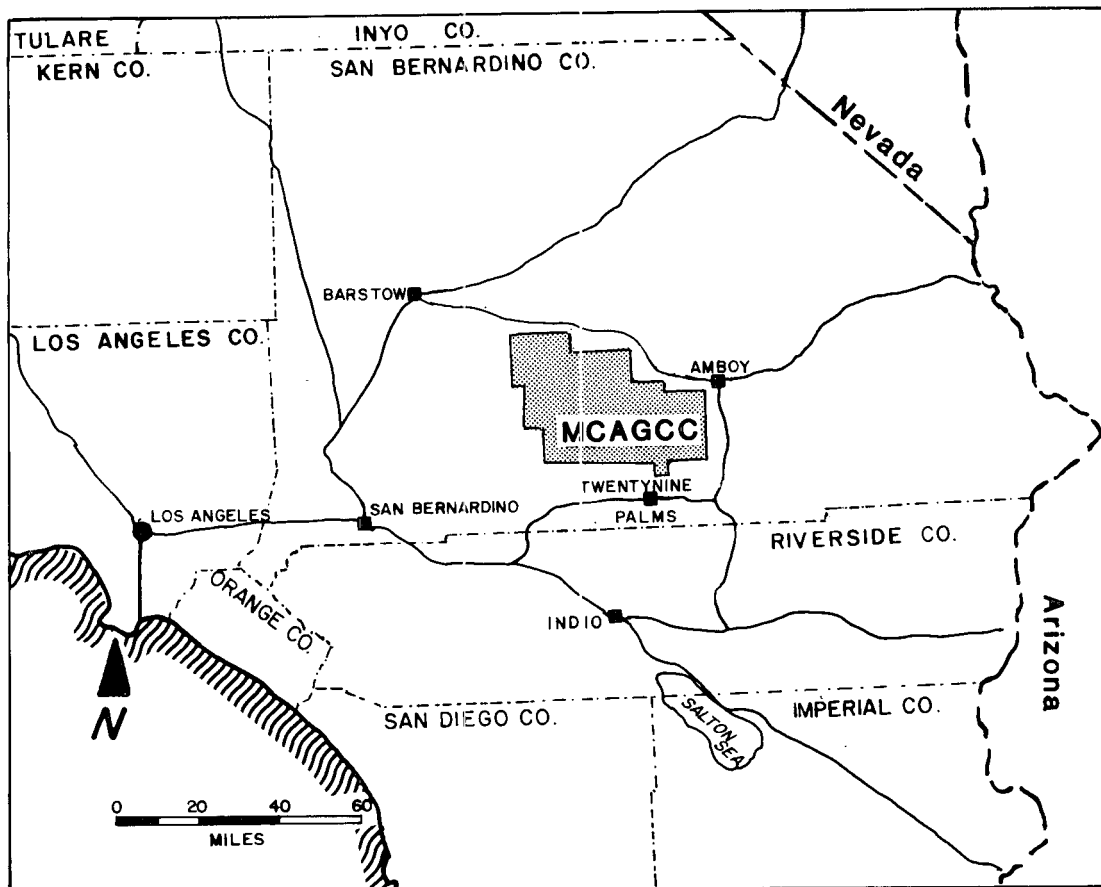 TULARE
KERN CO.
INYO CO.
SAN BERNARDINO CO.
Nevada
BARSTOW
LOS ANGELES CO.
AMBOY
MCAGCC
TWENTYNINE
PALMS
LOS ANGELES
SAN BERNARDINO
RIVERSIDE CO.
ORANGE CO.
INDIO
Arizona
N
SAN DIEGO CO.
SALTON
SEA
IMPERIAL CO.
0 20 40 60
MILES